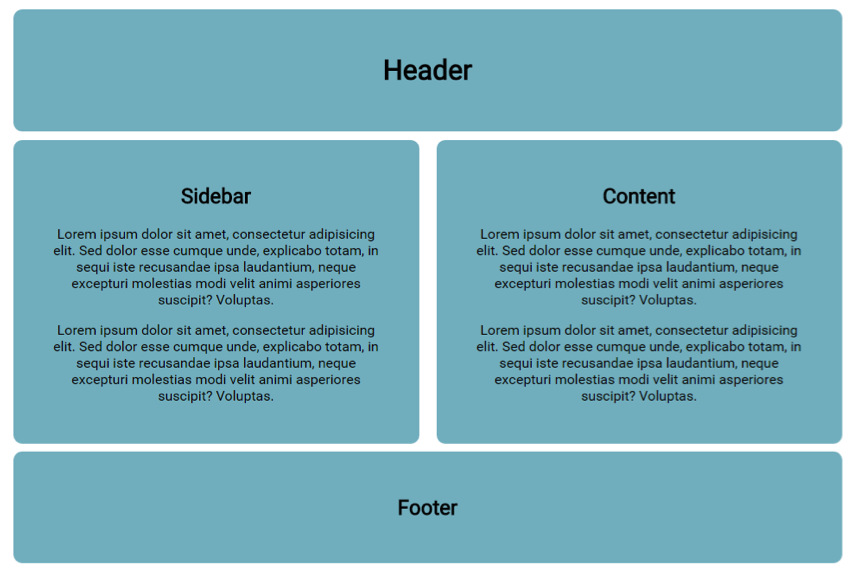 Header
Sidebar
Lorem ipsum dolor sit amet, consectetur adipisicing
elit. Sed dolor esse cumque unde, explicabo totam, in
sequi iste recusandae ipsa laudantium, neque
excepturi molestias modi velit animi asperiores
suscipit? Voluptas.
Lorem ipsum dolor sit amet, consectetur adipisicing
elit. Sed dolor esse cumque unde, explicabo totam, in
sequi iste recusandae ipsa laudantium, neque
excepturi molestias modi velit animi asperiores
suscipit? Voluptas.
Content
Lorem ipsum dolor sit amet, consectetur adipisicing
elit. Sed dolor esse cumque unde, explicabo totam, in
sequi iste recusandae ipsa laudantium, neque
excepturi molestias modi velit animi asperiores
suscipit? Voluptas.
Lorem ipsum dolor sit amet, consectetur adipisicing
elit. Sed dolor esse cumque unde, explicabo totam, in
sequi iste recusandae ipsa laudantium, neque
excepturi molestias modi velit animi asperiores
suscipit? Voluptas.
Footer